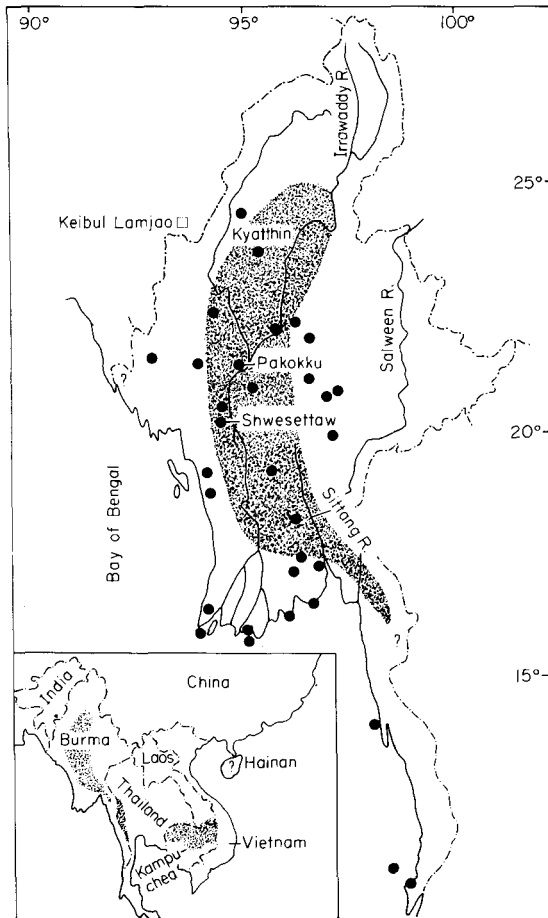 90°
95°
100°
Irrawaddy R.
25°
Keibul Lamjao
Kyatthin
Salween R.
?
Pakokku
Shwesettaw
20°
Bay of Bengal
Sittang R.
?
15°
India
China
Burma
Laos
?
Hainan
Thailand
Vietnam
Kampu-
chea